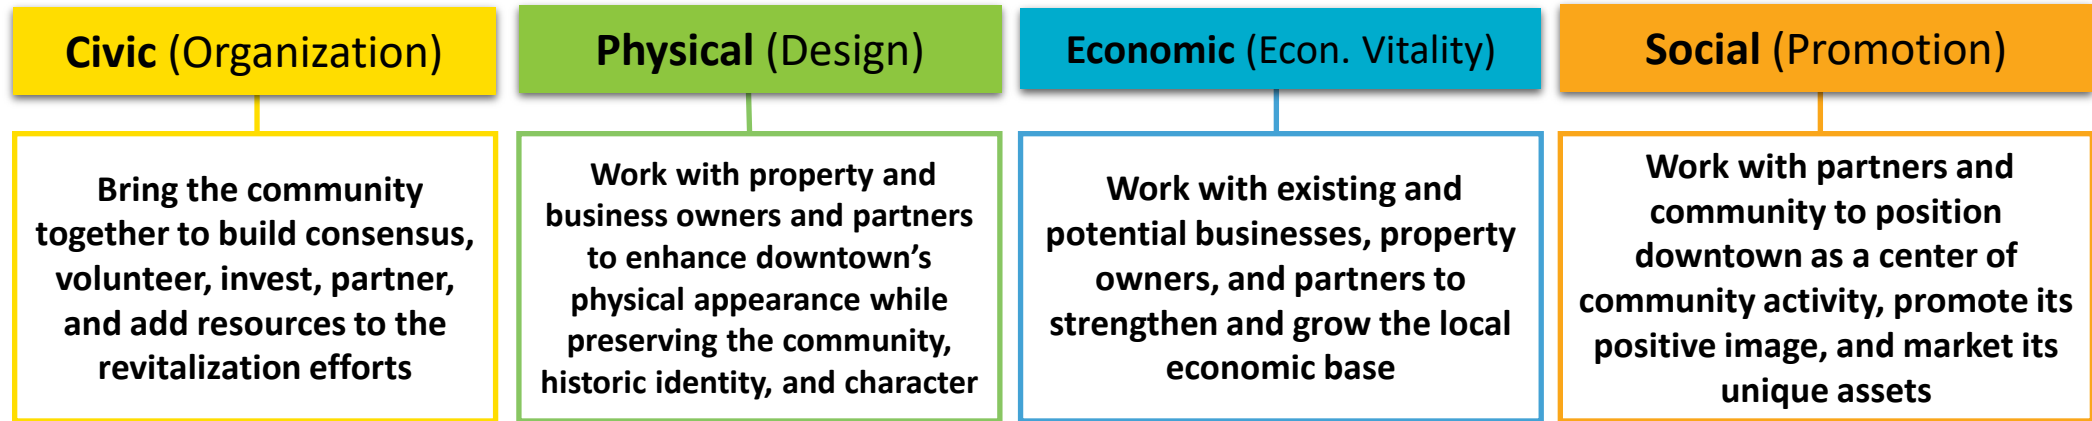 Civic (Organization)
Bring the community
together to build consensus,
volunteer, invest, partner,
and add resources to the
revitalization efforts
Physical (Design)
Work with property and
business owners and partners
to enhance downtown’s
physical appearance while
preserving the community,
historic identity, and character
Economic (Econ. Vitality)
Work with existing and
potential businesses, property
owners, and partners to
strengthen and grow the local
economic base
Social (Promotion)
Work with partners and
community to position
downtown as a center of
community activity, promote its
positive image, and market its
unique assets